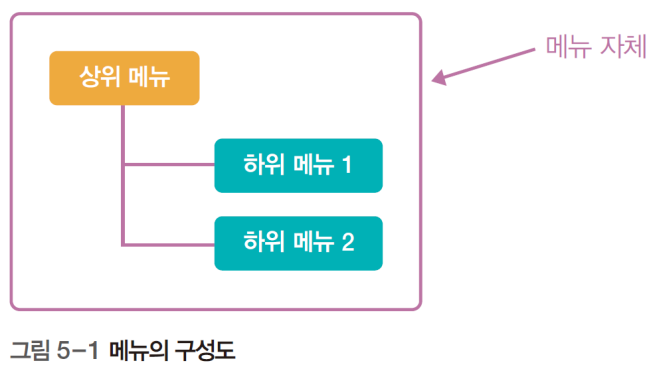 메뉴 자체
상위 메뉴
하위 메뉴 1
하위 메뉴 2
그림 5-1 메뉴의 구성도